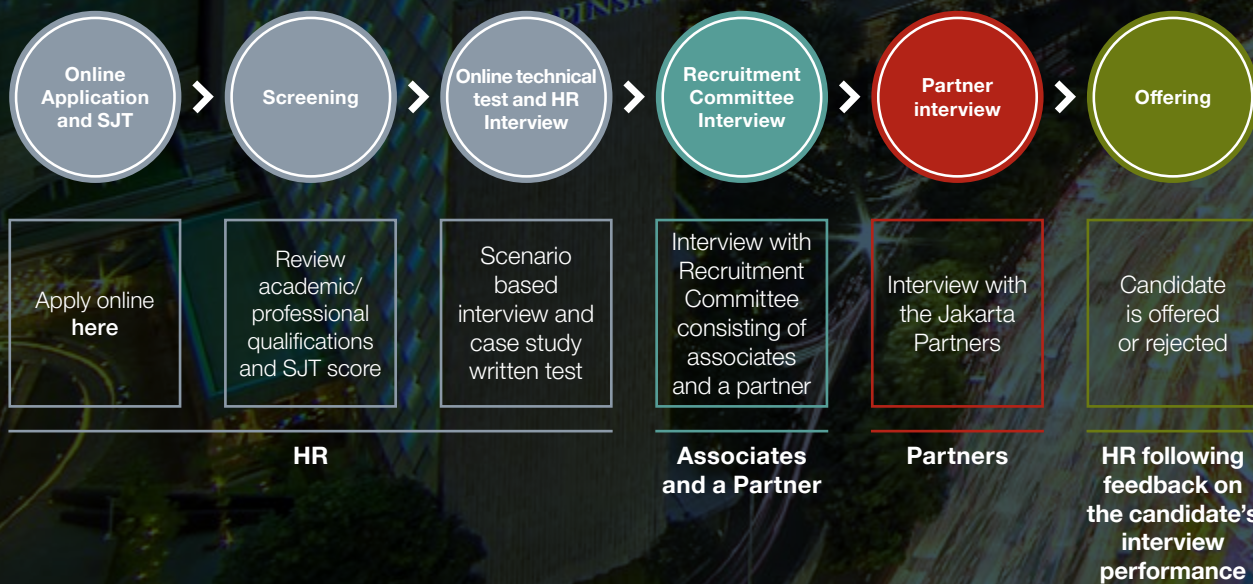 Online
Application
and SJT
Screening
Online technical
test and HR
Interview
Recruitment
Committee
Interview
Partner
interview
Offering
Apply online
here
Review
academic/
professional
qualifications
and SJT score
Scenario
based
interview and
case study
written test
Interview with
Recruitment
Committee
consisting of
associates
and a partner
Interview with
the Jakarta
Partners
Candidate
is offered
or rejected
HR
Associates
and a Partner
Partners
HR following
feedback on
the candidate's
interview
performance